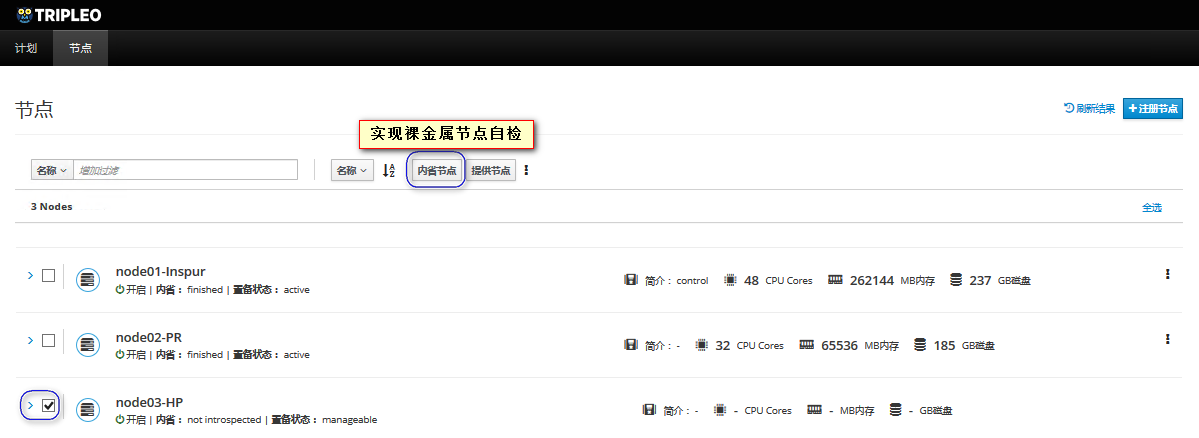 TRIPLEO
计划 节点
节点
刷新结果 注册节点
实现裸金属节点自检
名称 增加过滤 名称 内省节点 提供节点
3 Nodes 全选
node01-Inspur
开启 | 内省： finished | 置备状态： active
简介： control 48 CPU Cores 262144 MB内存 237 GB磁盘
node02-PR
开启 | 内省： finished | 置备状态： active
简介： - 32 CPU Cores 65536 MB内存 185 GB磁盘
node03-HP
开启 | 内省： not introspected | 置备状态： manageable
简介： - - CPU Cores - MB内存 - GB磁盘